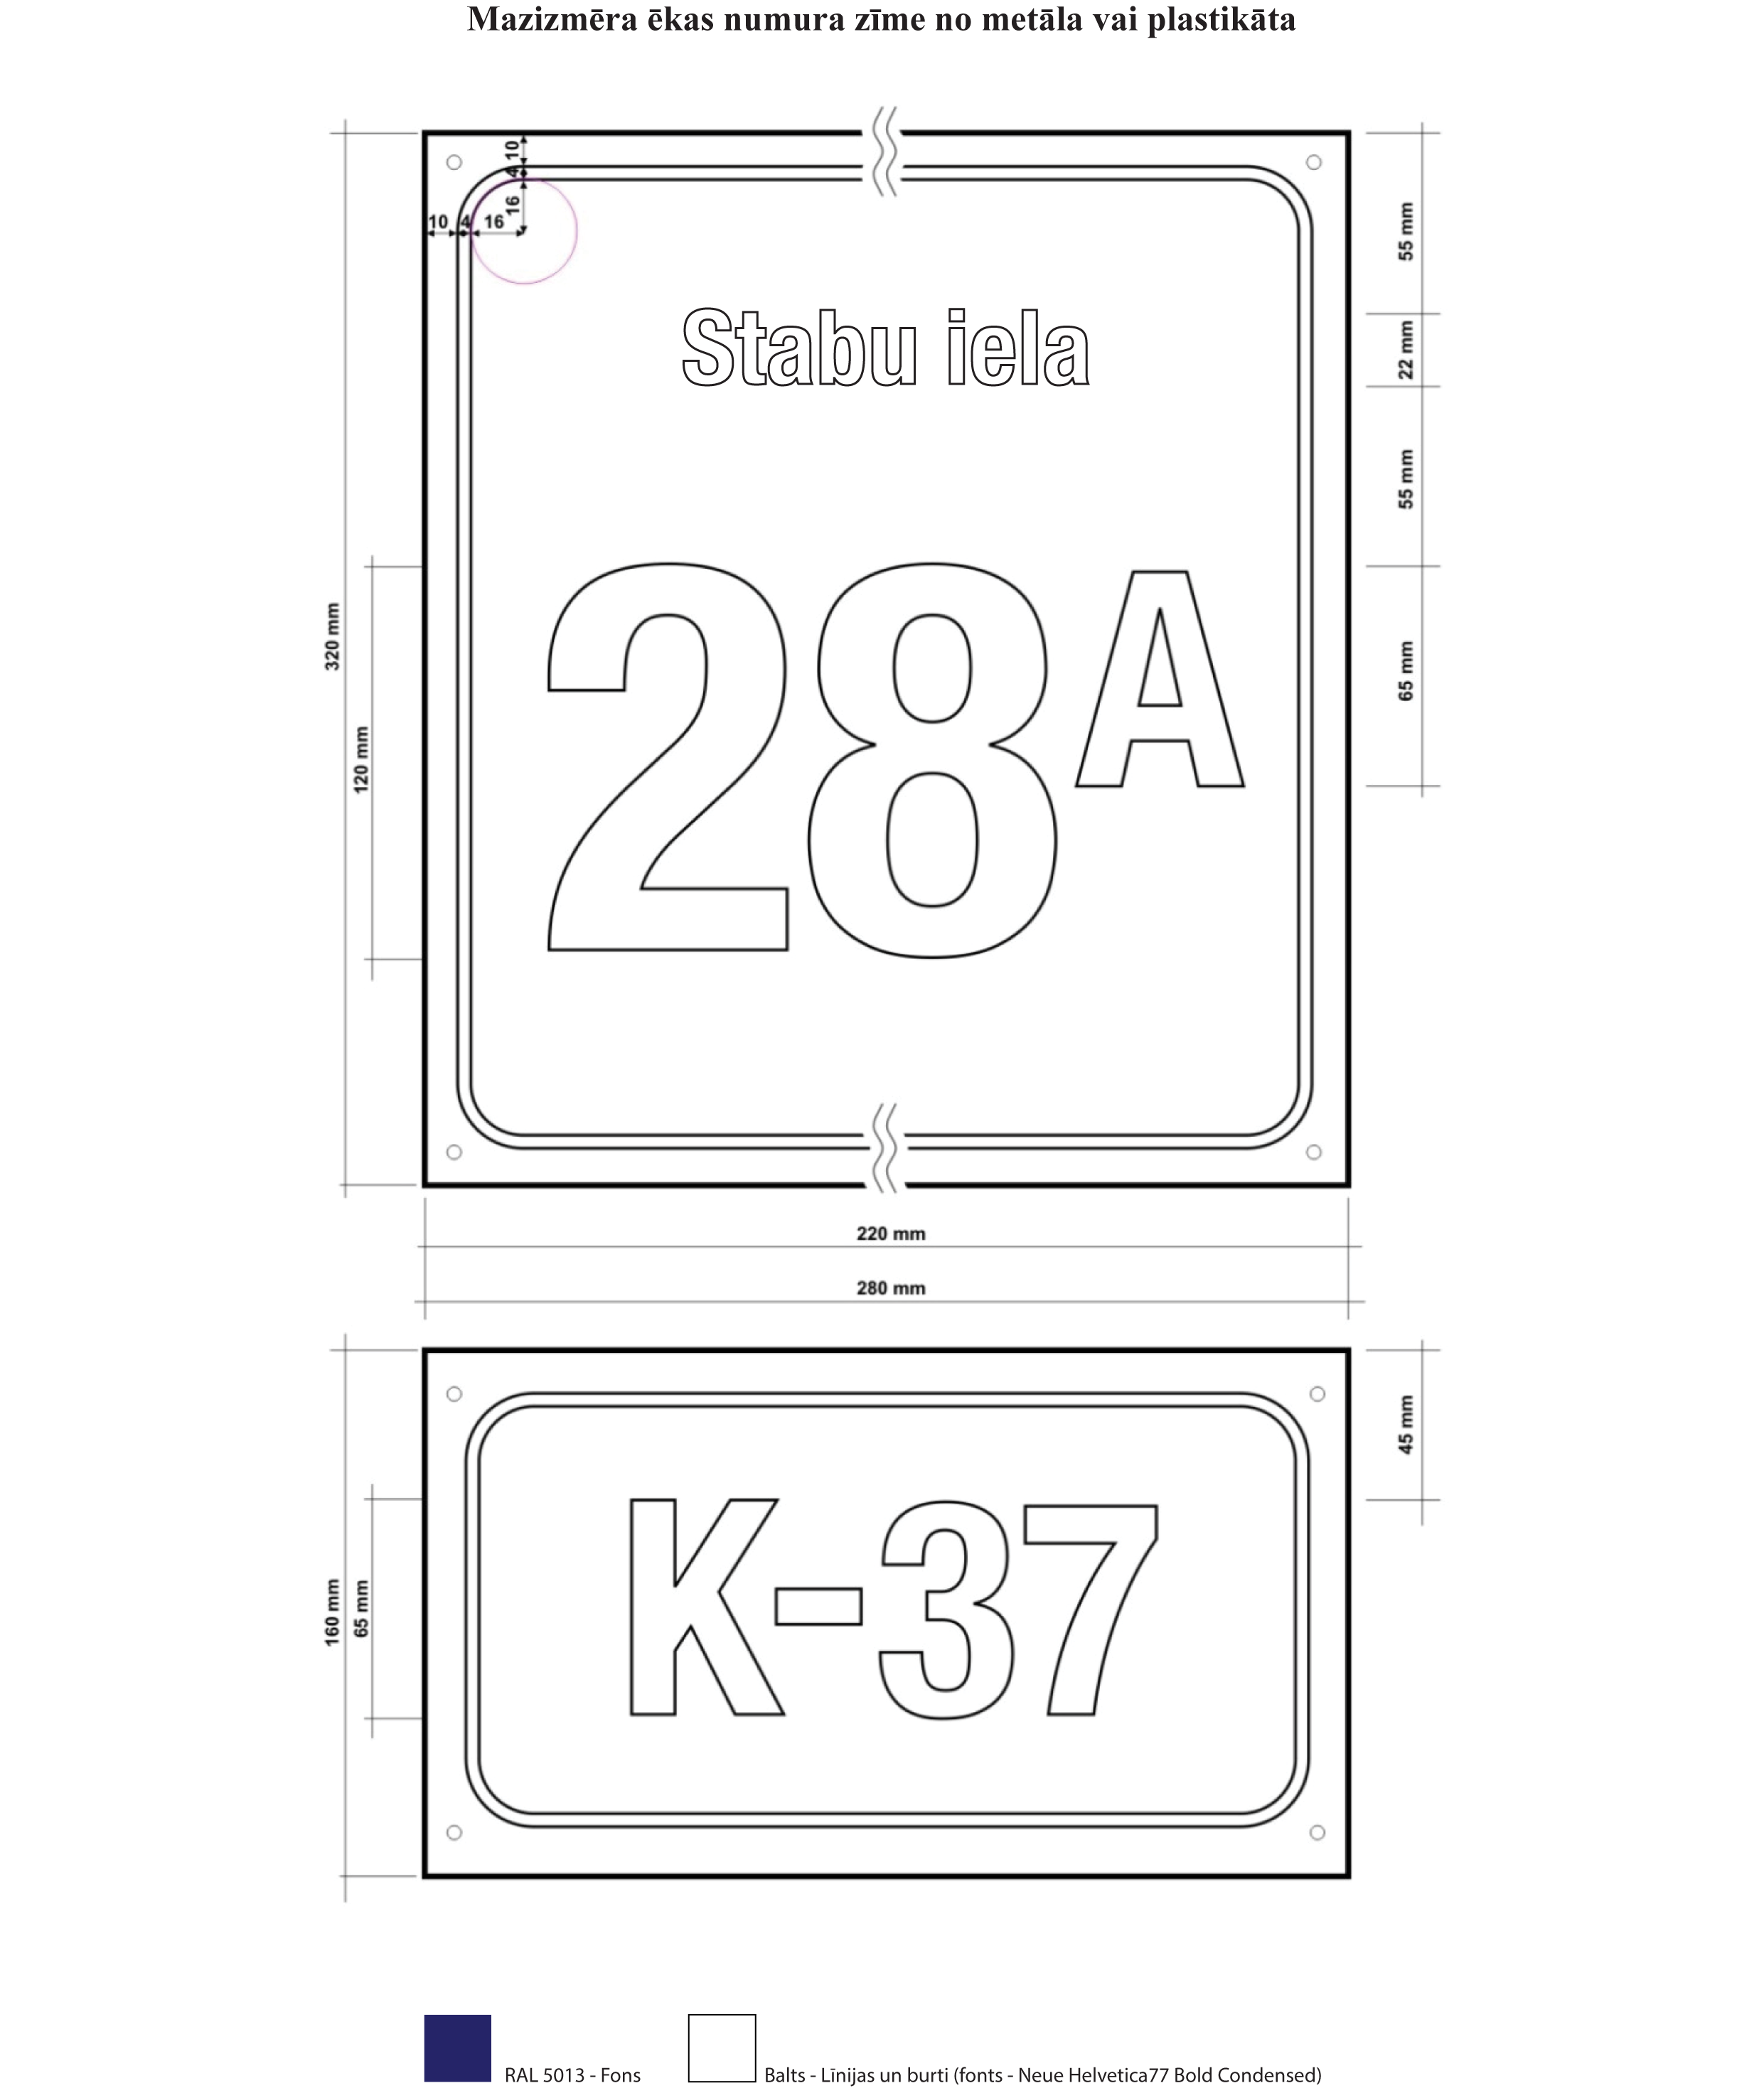 Mazizmēra ēkas numura zīme no metāla vai plastikāta
10
4
16
10 4 16
55 mm
22 mm
55 mm
65 mm
320 mm
120 mm
Stabu iela
28A
220 mm
280 mm
45 mm
160 mm
65 mm
K-37
RAL 5013 - Fons
Balts - Līnijas un burti (fonts - Neue Helvetica77 Bold Condensed)